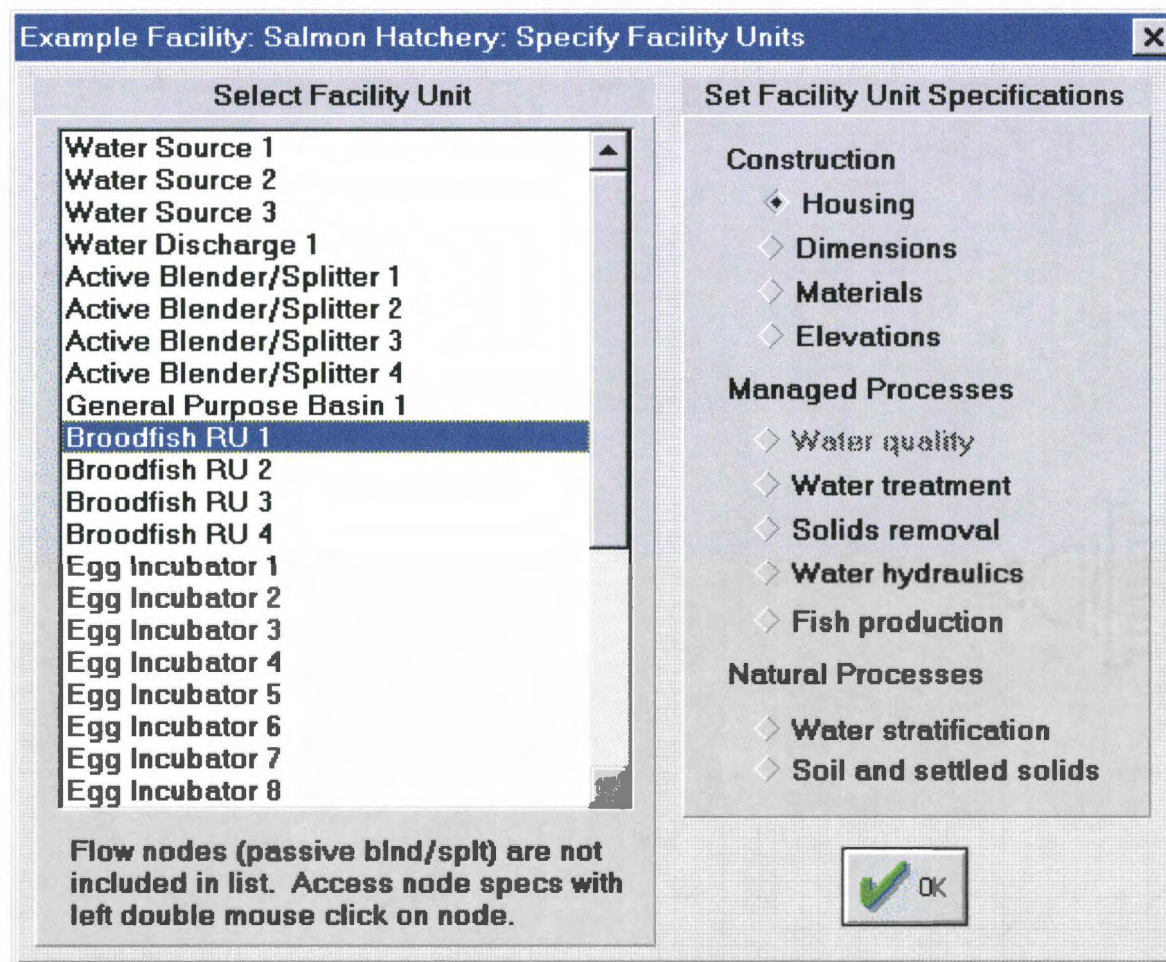 Example Facility: Salmon Hatchery: Specify Facility Units
Select Facility Unit
Water Source 1
Water Source 2
Water Source 3
Water Discharge 1
Active Blender/Splitter 1
Active Blender/Splitter 2
Active Blender/Splitter 3
Active Blender/Splitter 4
General Purpose Basin 1
Broodfish RU 1
Broodfish RU 2
Broodfish RU 3
Broodfish RU 4
Egg Incubator 1
Egg Incubator 2
Egg Incubator 3
Egg Incubator 4
Egg Incubator 5
Egg Incubator 6
Egg Incubator 7
Egg Incubator 8
Flow nodes (passive blnd/splt) are not
included in list. Access node specs with
left double mouse click on node.
Set Facility Unit Specifications
Construction
Housing
Dimensions
Materials
Elevations
Managed Processes
Water quality
Water treatment
Solids removal
Water hydraulics
Fish production
Natural Processes
Water stratification
Soil and settled solids
OK